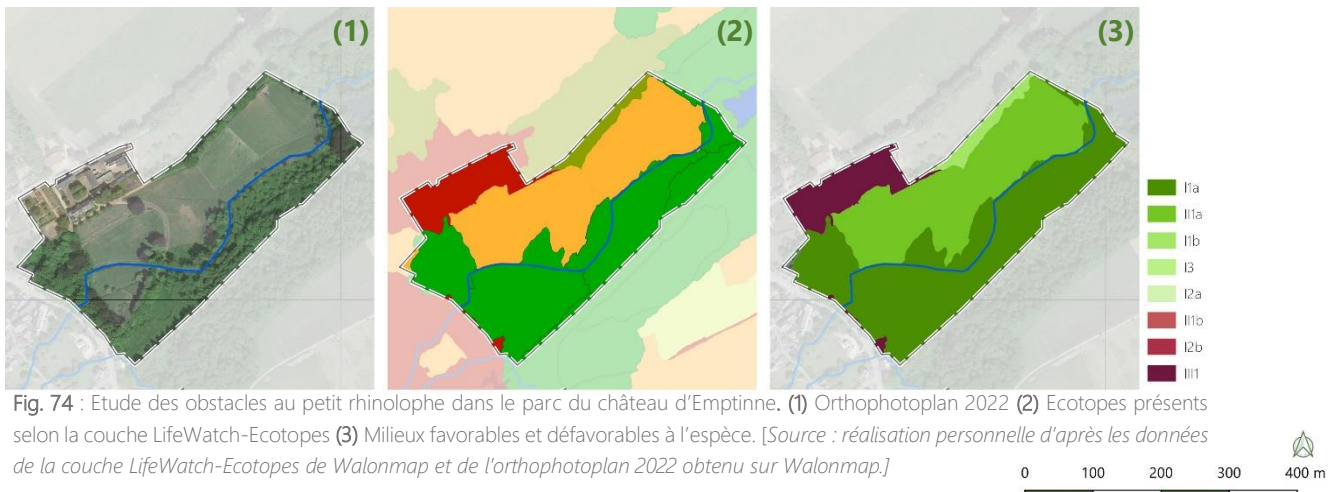 (1)
(2)
(3)
I1a
II1a
I1b
I3
I2a
II1b
I2b
III1
Fig. 74 : Etude des obstacles au petit rhinolophe dans le parc du château d'Emptinne. (1) Orthophotoplan 2022 (2) Ecotopes présents
selon la couche LifeWatch-Ecotopes (3) Milieux favorables et défavorables à l'espèce. [Source : réalisation personnelle d'après les données
de la couche LifeWatch-Ecotopes de Walonmap et de l'orthophotoplan 2022 obtenu sur Walonmap.]
0 100 200 300 400 m